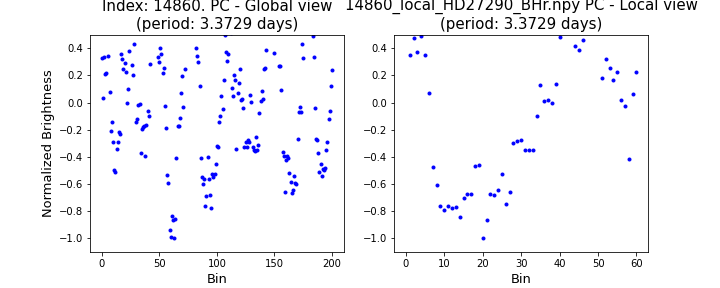 Index: 14860. PC - Global view
(period: 3.3729 days)
14860_local_HD27290_BHr.npy PC - Local view
(period: 3.3729 days)
Normalized Brightness
0.4
0.2
0.0
−0.2
−0.4
−0.6
−0.8
−1.0
0 50 100 150 200
Bin
0.4
0.2
0.0
−0.2
−0.4
−0.6
−0.8
−1.0
0 10 20 30 40 50 60
Bin